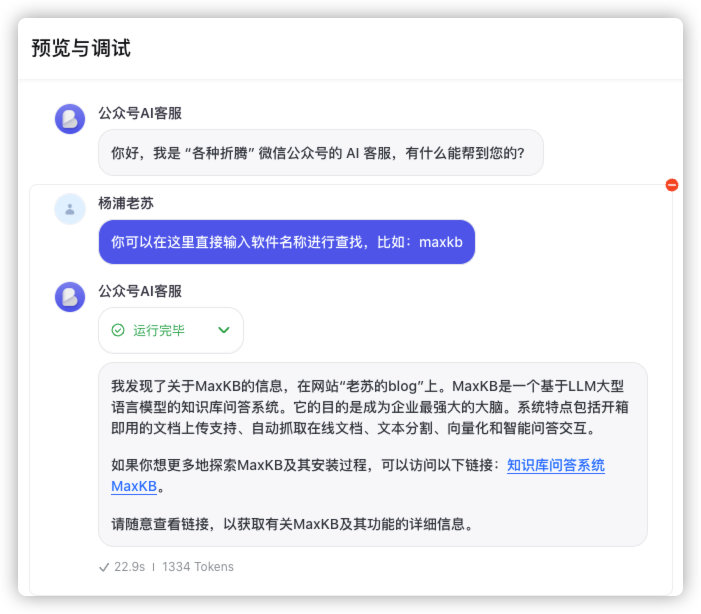 预览与调试
公众号AI客服
你好，我是 “各种折腾” 微信公众号的 AI 客服，有什么能帮到您的?
杨浦老苏
你可以在这里直接输入软件名称进行查找，比如：maxkb
公众号AI客服
运行完毕
我发现了关于MaxKB的信息，在网站“老苏的blog”上。MaxKB是一个基于LLM大型
语言模型的知识库问答系统。它的目的是成为企业最强大的大脑。系统特点包括开箱
即用的文档上传支持、自动抓取在线文档、文本分割、向量化和智能问答交互。
如果你想更多地探索MaxKB及其安装过程，可以访问以下链接：知识库问答系统
MaxKB。
请随意查看链接，以获取有关MaxKB及其功能的详细信息。
22.9s | 1334 Tokens